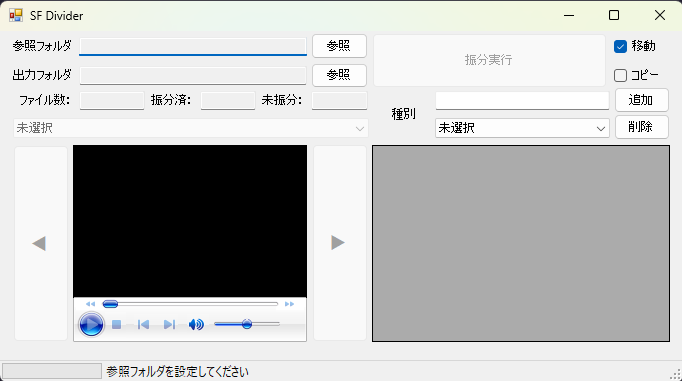 SF Divider
参照フォルダ 参照
出力フォルダ 参照
振分実行
移動
コピー
ファイル数: 振分済: 未振分:
種別
追加
未選択
未選択
削除
参照フォルダを設定してください